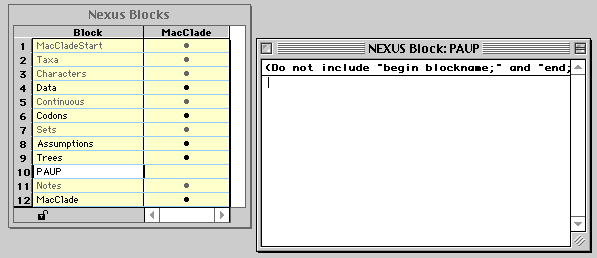 Nexus Blocks
Block MacClade
1 MacCladeStart
2 Taxa
3 Characters
4 Data
5 Continuous
6 Codons
7 Sets
8 Assumptions
9 Trees
10 PAUP
11 Notes
12 MacClade
NEXUS Block: PAUP
(Do not include "begin blockname;" and "end;